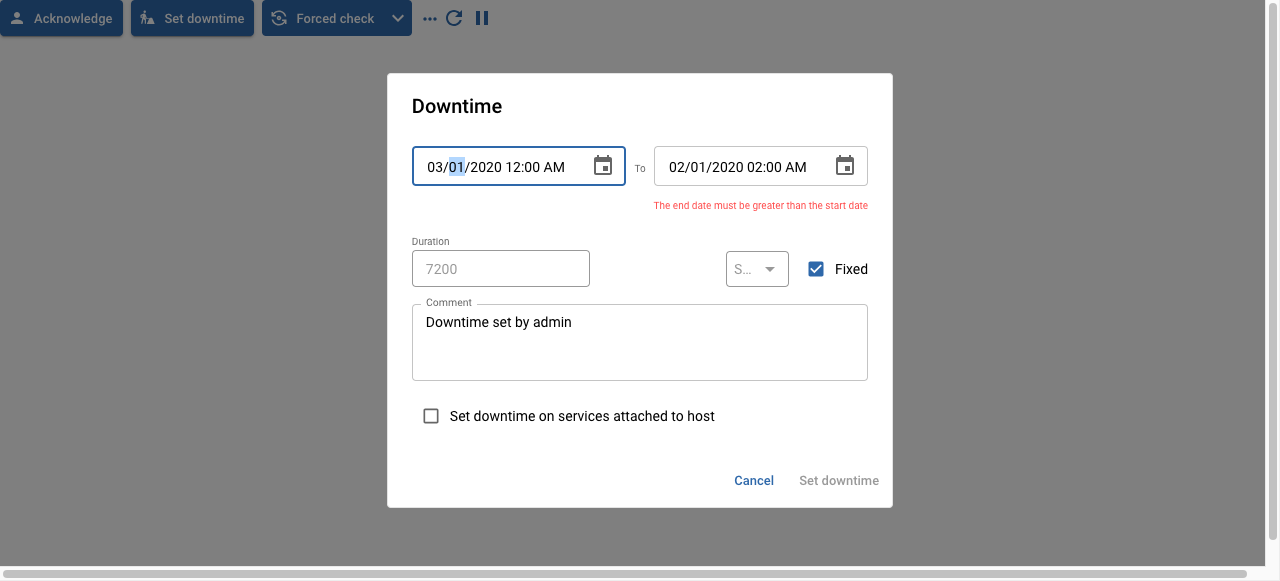 Acknowledge Set downtime Forced check
Downtime
03/01/2020 12:00 AM To 02/01/2020 02:00 AM
The end date must be greater than the start date
Duration
7200 S... Fixed
Comment
Downtime set by admin
Set downtime on services attached to host
Cancel Set downtime